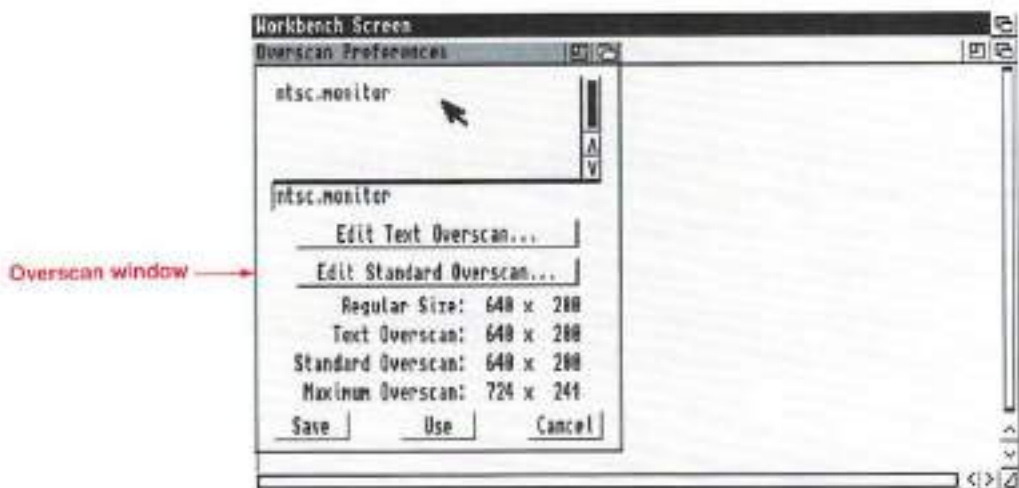 Workbench Screen
Overscan Preferences
ntsc.monitor
ntsc.monitor
Edit Text Overscan...
Overscan window
Edit Standard Overscan...
Regular Size: 640 x 200
Text Overscan: 640 x 200
Standard Overscan: 640 x 200
Maximum Overscan: 724 x 241
Save Use Cancel